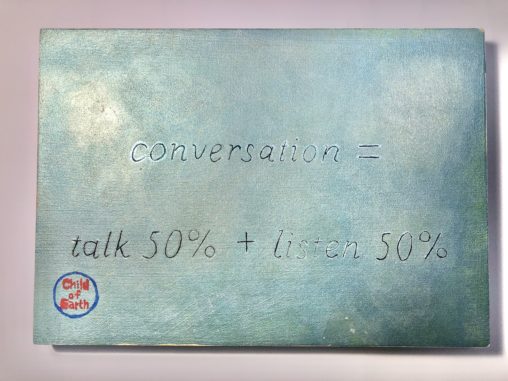 conversation =
talk 50% + listen 50%
Child
of
Earth